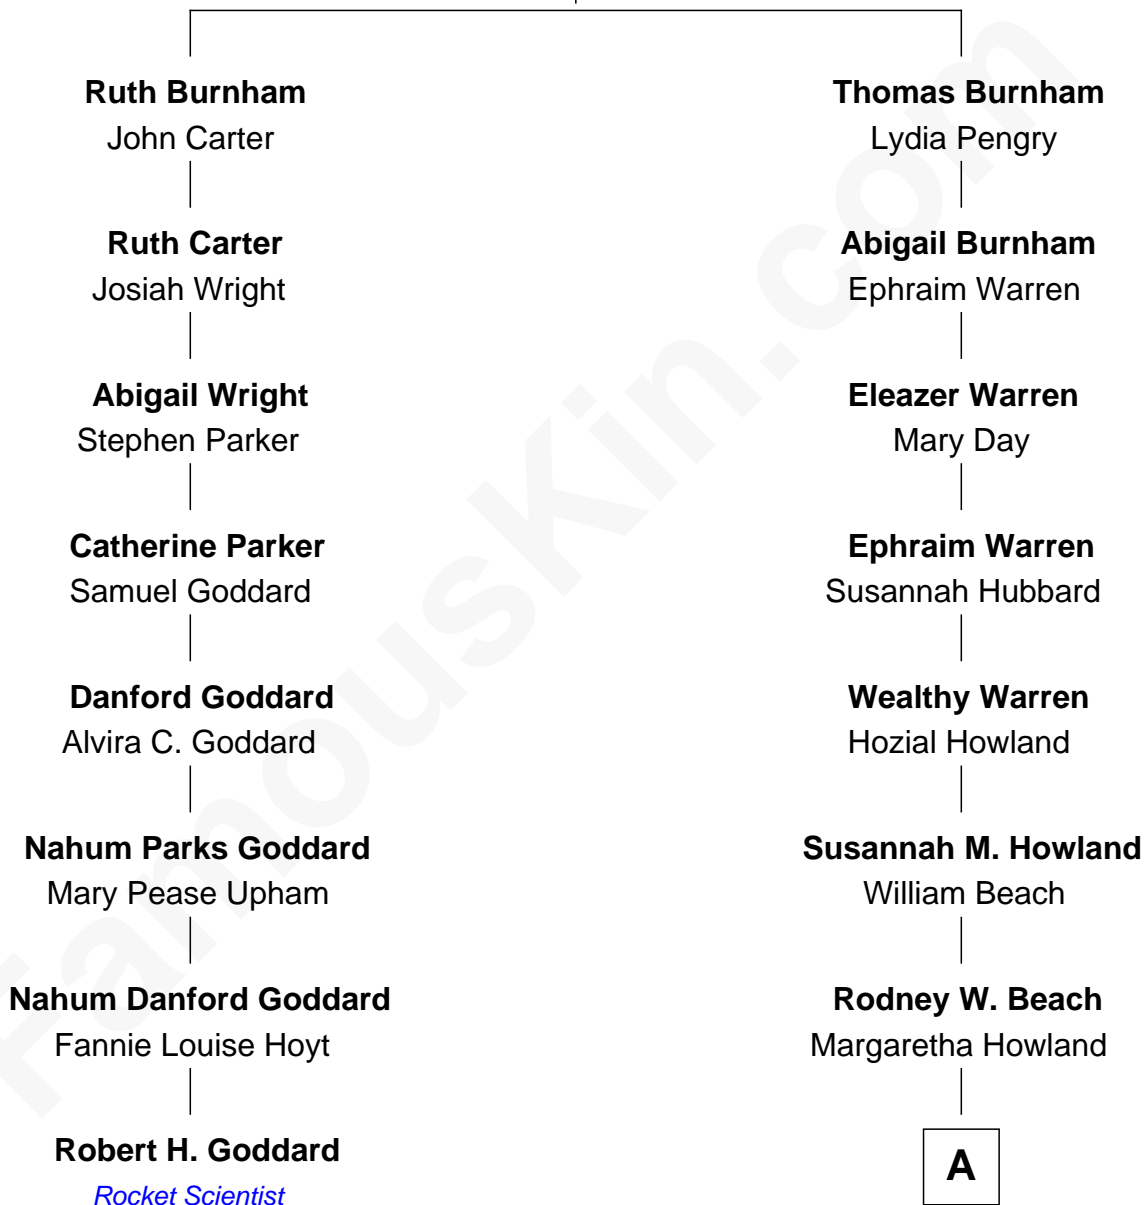 Ruth Burnham
John Carter
Ruth Carter
Josiah Wright
Abigail Wright
Stephen Parker
Catherine Parker
Samuel Goddard
Danford Goddard
Alvira C. Goddard
Nahum Parks Goddard
Mary Pease Upham
Nahum Danford Goddard
Fannie Louise Hoyt
Robert H. Goddard
Rocket Scientist
Thomas Burnham
Lydia Pengry
Abigail Burnham
Ephraim Warren
Eleazer Warren
Mary Day
Ephraim Warren
Susannah Hubbard
Wealthy Warren
Hozial Howland
Susannah M. Howland
William Beach
Rodney W. Beach
Margaretha Howland
A
FamousKin.com